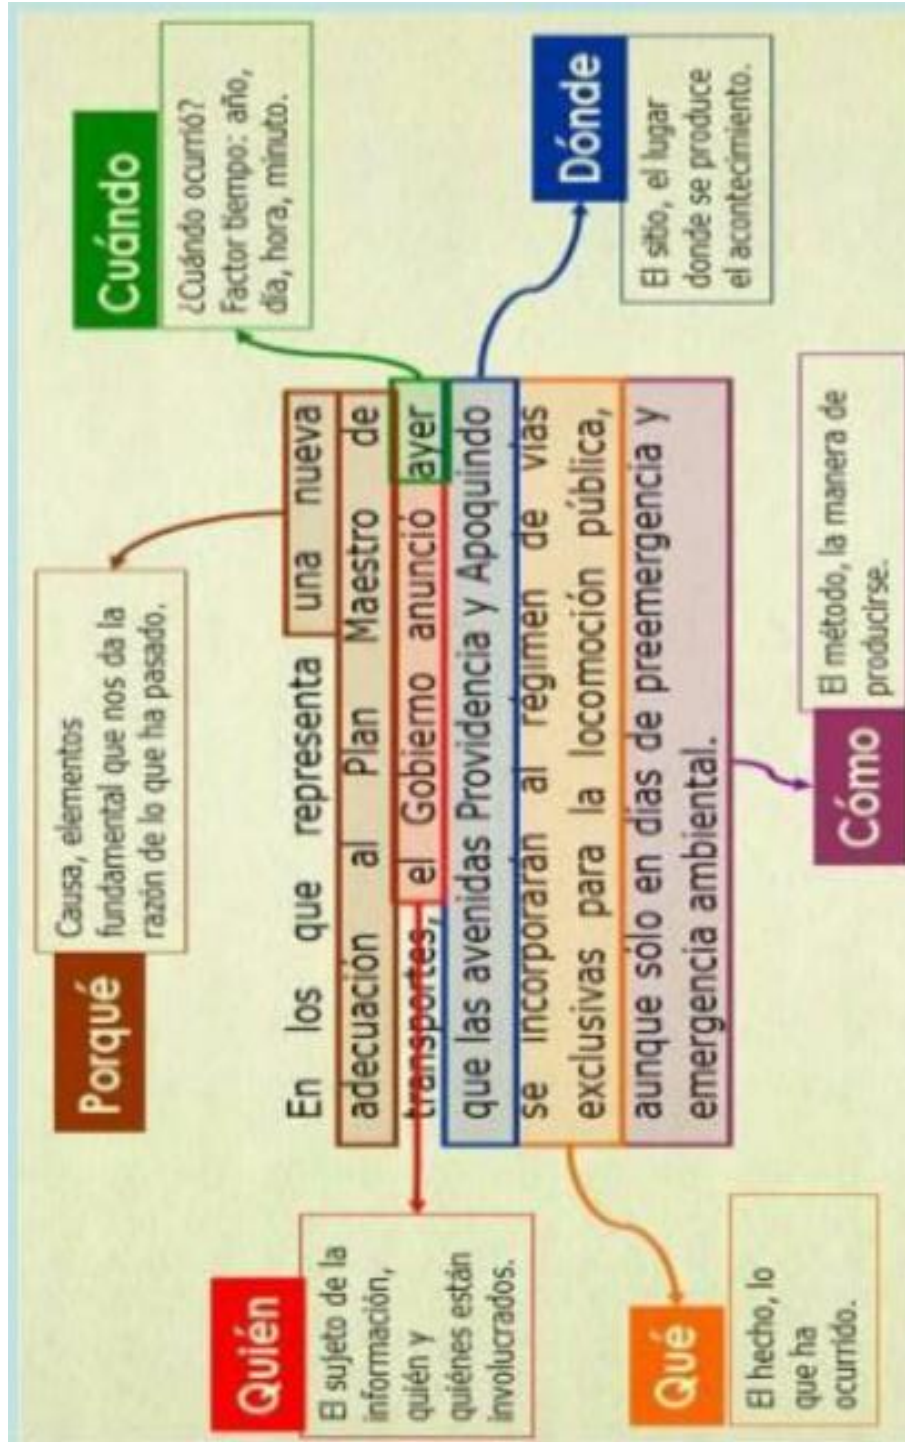 Porqué
Causa, elementos
fundamental que nos da la
razón de lo que ha pasado.
Cuándo
¿Cuándo ocurrió?
Factor tiempo: año,
día, hora, minuto.
Quién
El sujeto de la
información,
quién y
quiénes están
involucrados.
En los que representa una nueva
adecuación al Plan Maestro de
transportes, el Gobierno anunció ayer
que las avenidas Providencia y Apoquindo
se incorporarán al régimen de vías
exclusivas para la locomoción pública,
aunque sólo en días de preemergencia y
emergencia ambiental.
Dónde
El sitio, el lugar
donde se produce
el acontecimiento.
Qué
El hecho, lo
que ha
ocurrido.
Cómo
El método, la manera de
producirse.